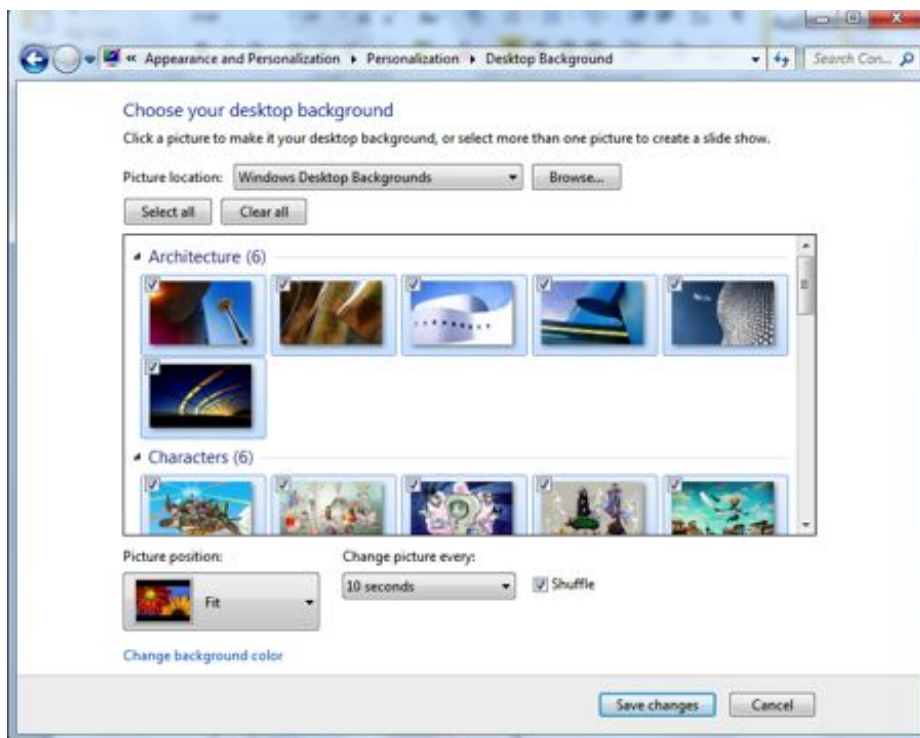 « Appearance and Personalization ▸ Personalization ▸ Desktop Background Search Con...
Choose your desktop background
Click a picture to make it your desktop background, or select more than one picture to create a slide show.
Picture location: Windows Desktop Backgrounds Browse...
Select all Clear all
Architecture (6)
Characters (6)
Picture position: Change picture every:
Fit 10 seconds Shuffle
Change background color
Save changes Cancel